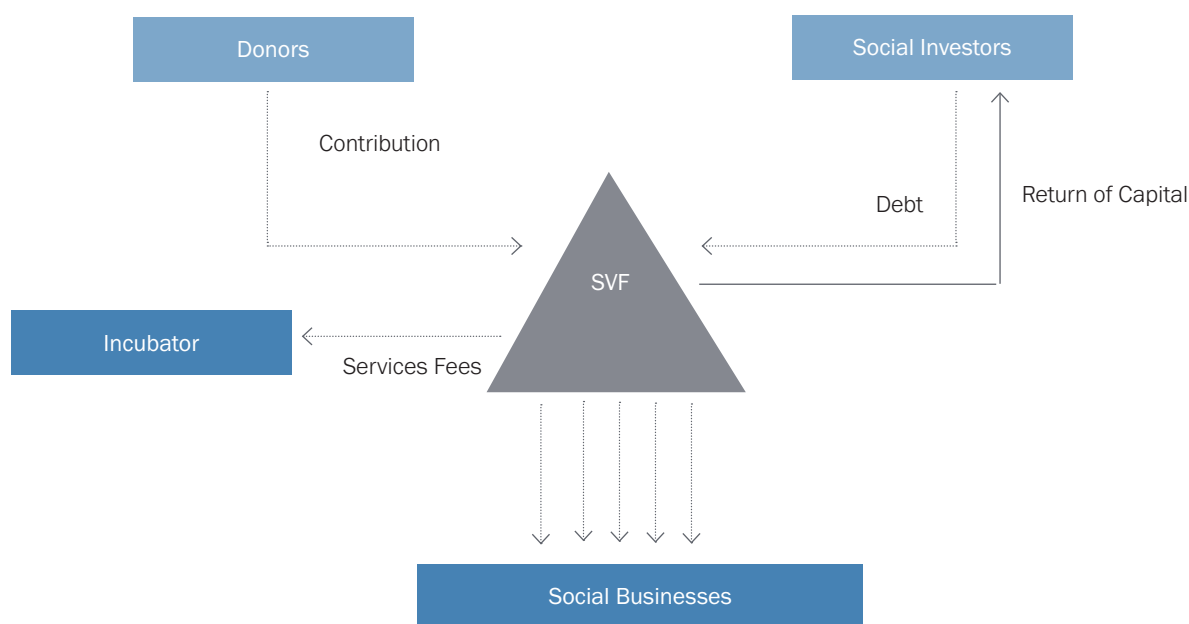 Donors
Social Investors
Contribution
Return of Capital
Debt
SVF
Incubator
Services Fees
Social Businesses